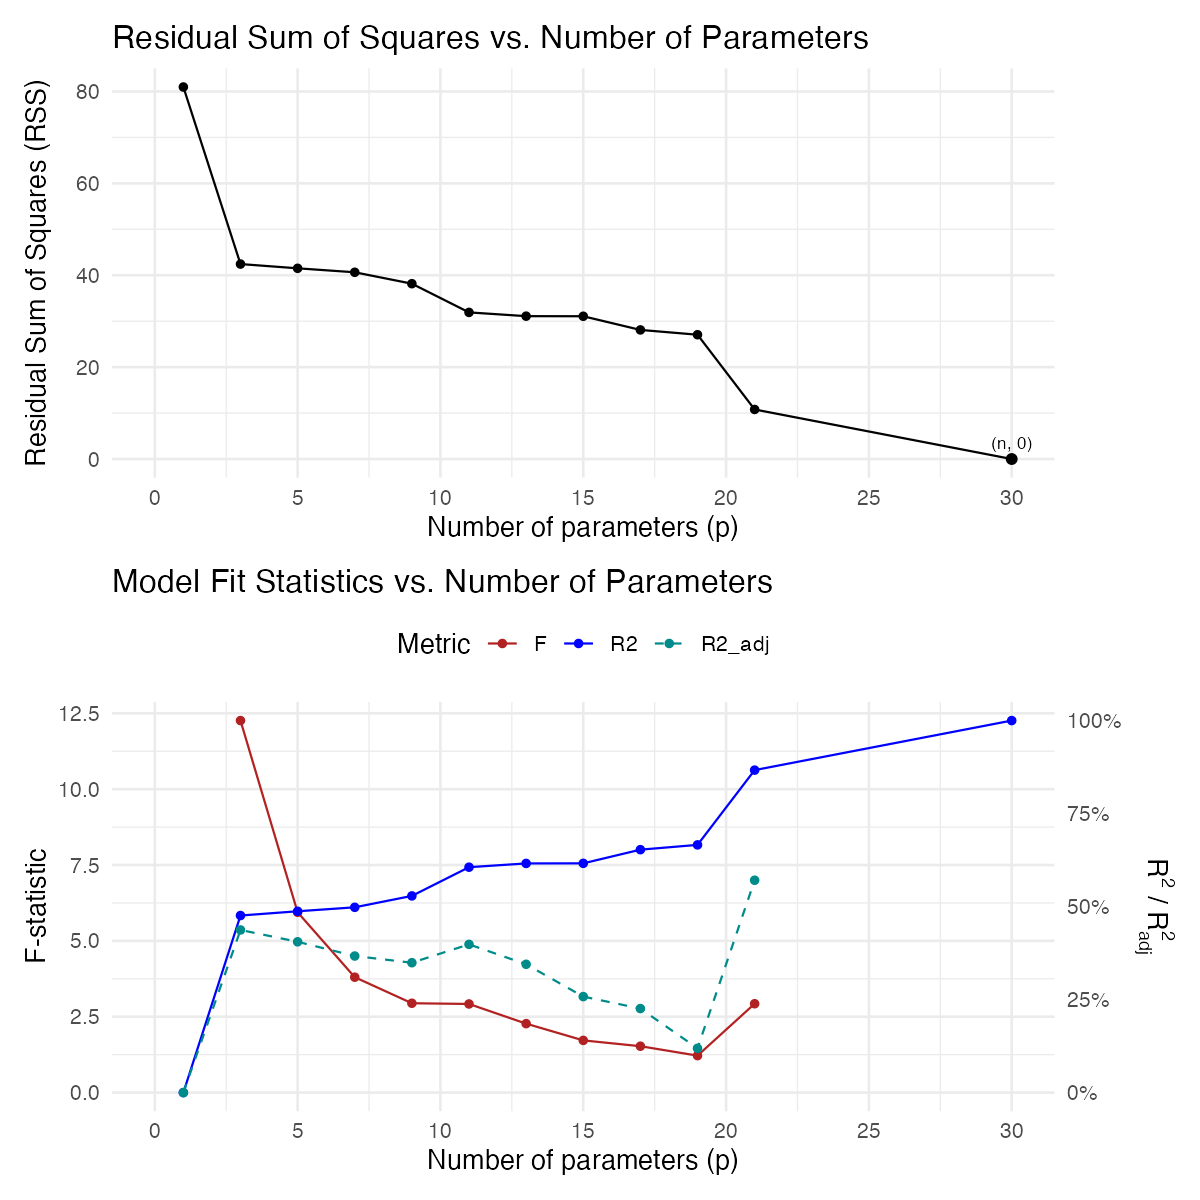 Residual Sum of Squares vs. Number of Parameters
Residual Sum of Squares (RSS)
80
60
40
20
0
(n, 0)
0 5 10 15 20 25 30
Number of parameters (p)
Model Fit Statistics vs. Number of Parameters
Metric F R2 R2_adj
F-statistic
12.5
10.0
7.5
5.0
2.5
0.0
100%
75%
50%
25%
0%
R² / R²adj
0 5 10 15 20 25 30
Number of parameters (p)